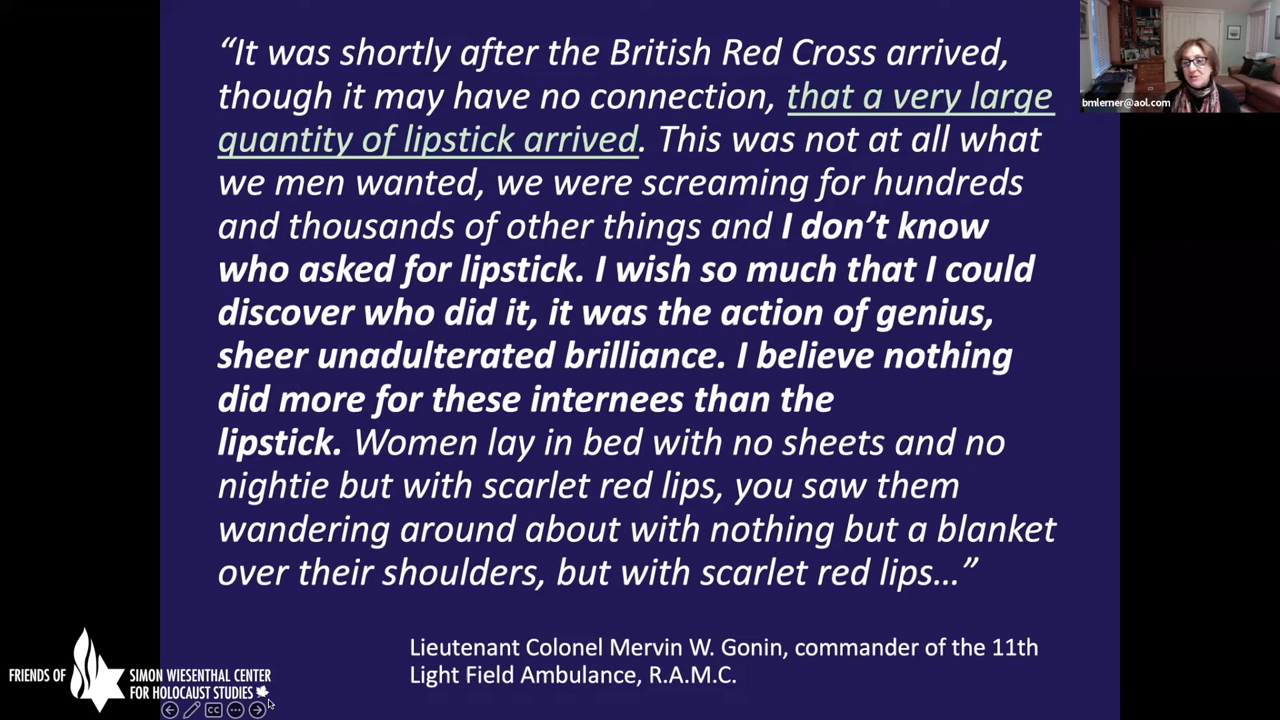 “It was shortly after the British Red Cross arrived,
though it may have no connection, that a very large
quantity of lipstick arrived. This was not at all what
we men wanted, we were screaming for hundreds
and thousands of other things and I don’t know
who asked for lipstick. I wish so much that I could
discover who did it, it was the action of genius,
sheer unadulterated brilliance. I believe nothing
did more for these internees than the
lipstick. Women lay in bed with no sheets and no
nightie but with scarlet red lips, you saw them
wandering around about with nothing but a blanket
over their shoulders, but with scarlet red lips…”
Lieutenant Colonel Mervin W. Gonin, commander of the 11th
Light Field Ambulance, R.A.M.C.
bmlerner@aol.com
FRIENDS OF
SIMON WIESENTHAL CENTER
FOR HOLOCAUST STUDIES
CC